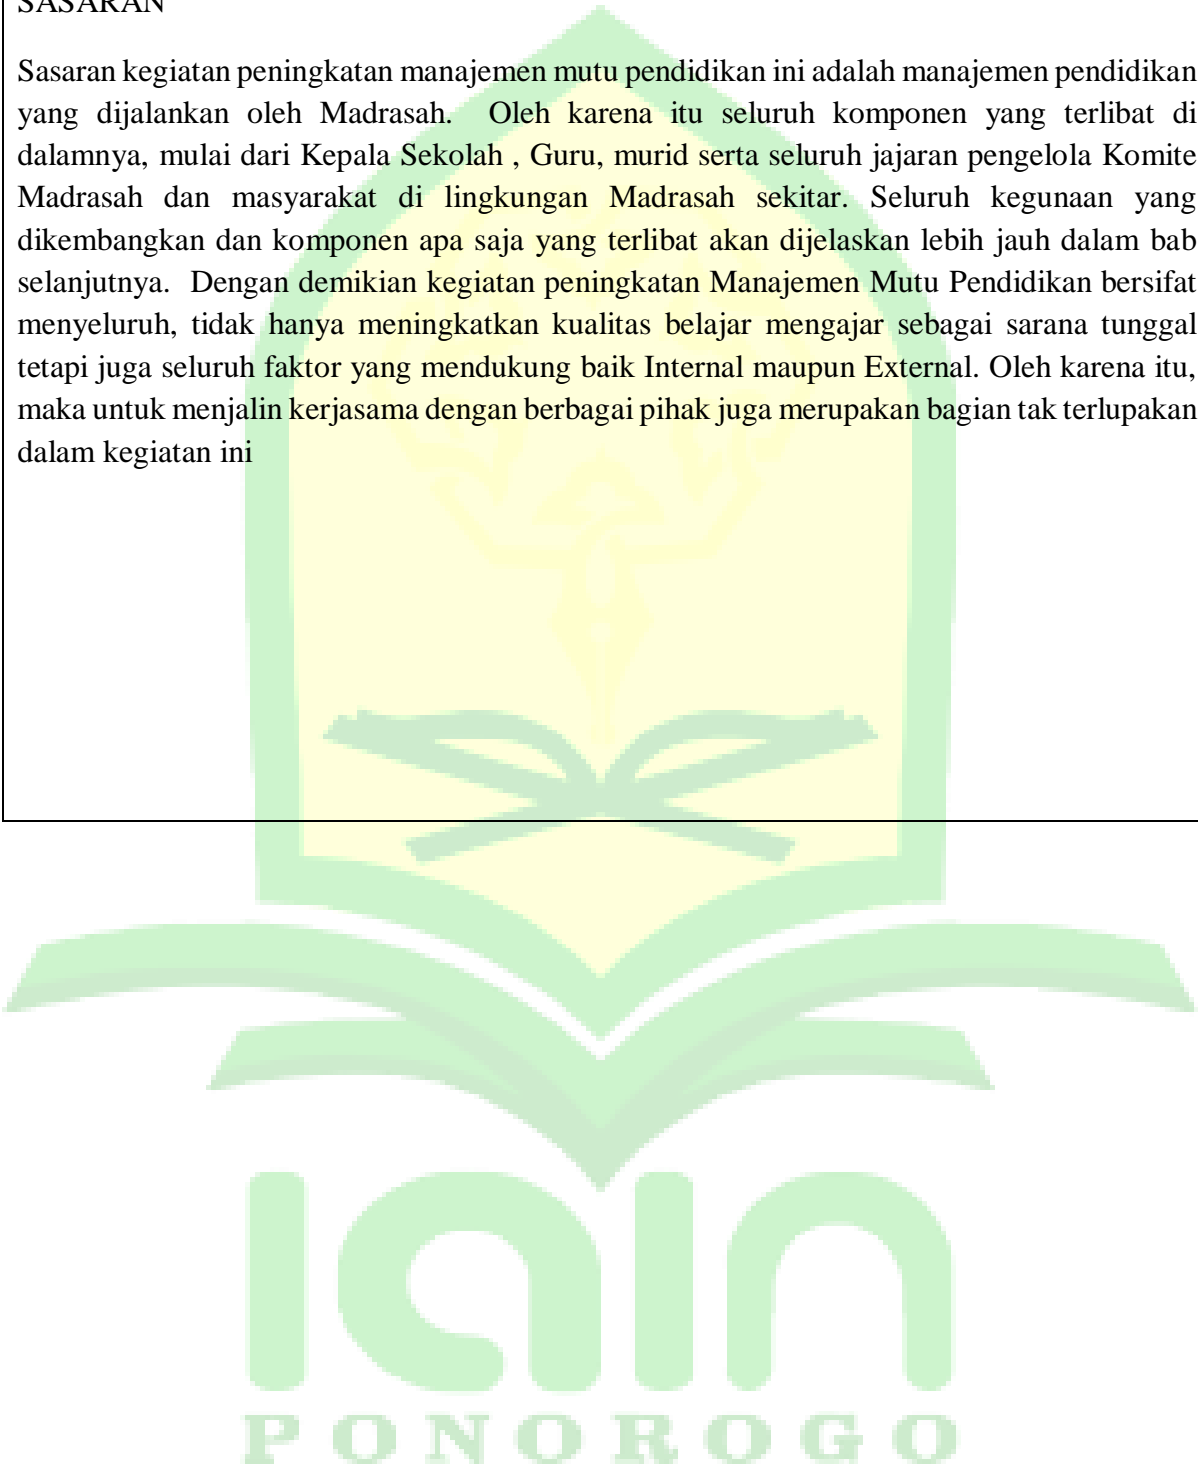 SASARAN
Sasaran kegiatan peningkatan manajemen mutu pendidikan ini adalah manajemen pendidikan
yang dijalankan oleh Madrasah. Oleh karena itu seluruh komponen yang terlibat di
dalamnya, mulai dari Kepala Sekolah , Guru, murid serta seluruh jajaran pengelola Komite
Madrasah dan masyarakat di lingkungan Madrasah sekitar. Seluruh kegunaan yang
dikembangkan dan komponen apa saja yang terlibat akan dijelaskan lebih jauh dalam bab
selanjutnya. Dengan demikian kegiatan peningkatan Manajemen Mutu Pendidikan bersifat
menyeluruh, tidak hanya meningkatkan kualitas belajar mengajar sebagai sarana tunggal
tetapi juga seluruh faktor yang mendukung baik Internal maupun External. Oleh karena itu,
maka untuk menjalin kerjasama dengan berbagai pihak juga merupakan bagian tak terlupakan
dalam kegiatan ini
iain
PONOROGO